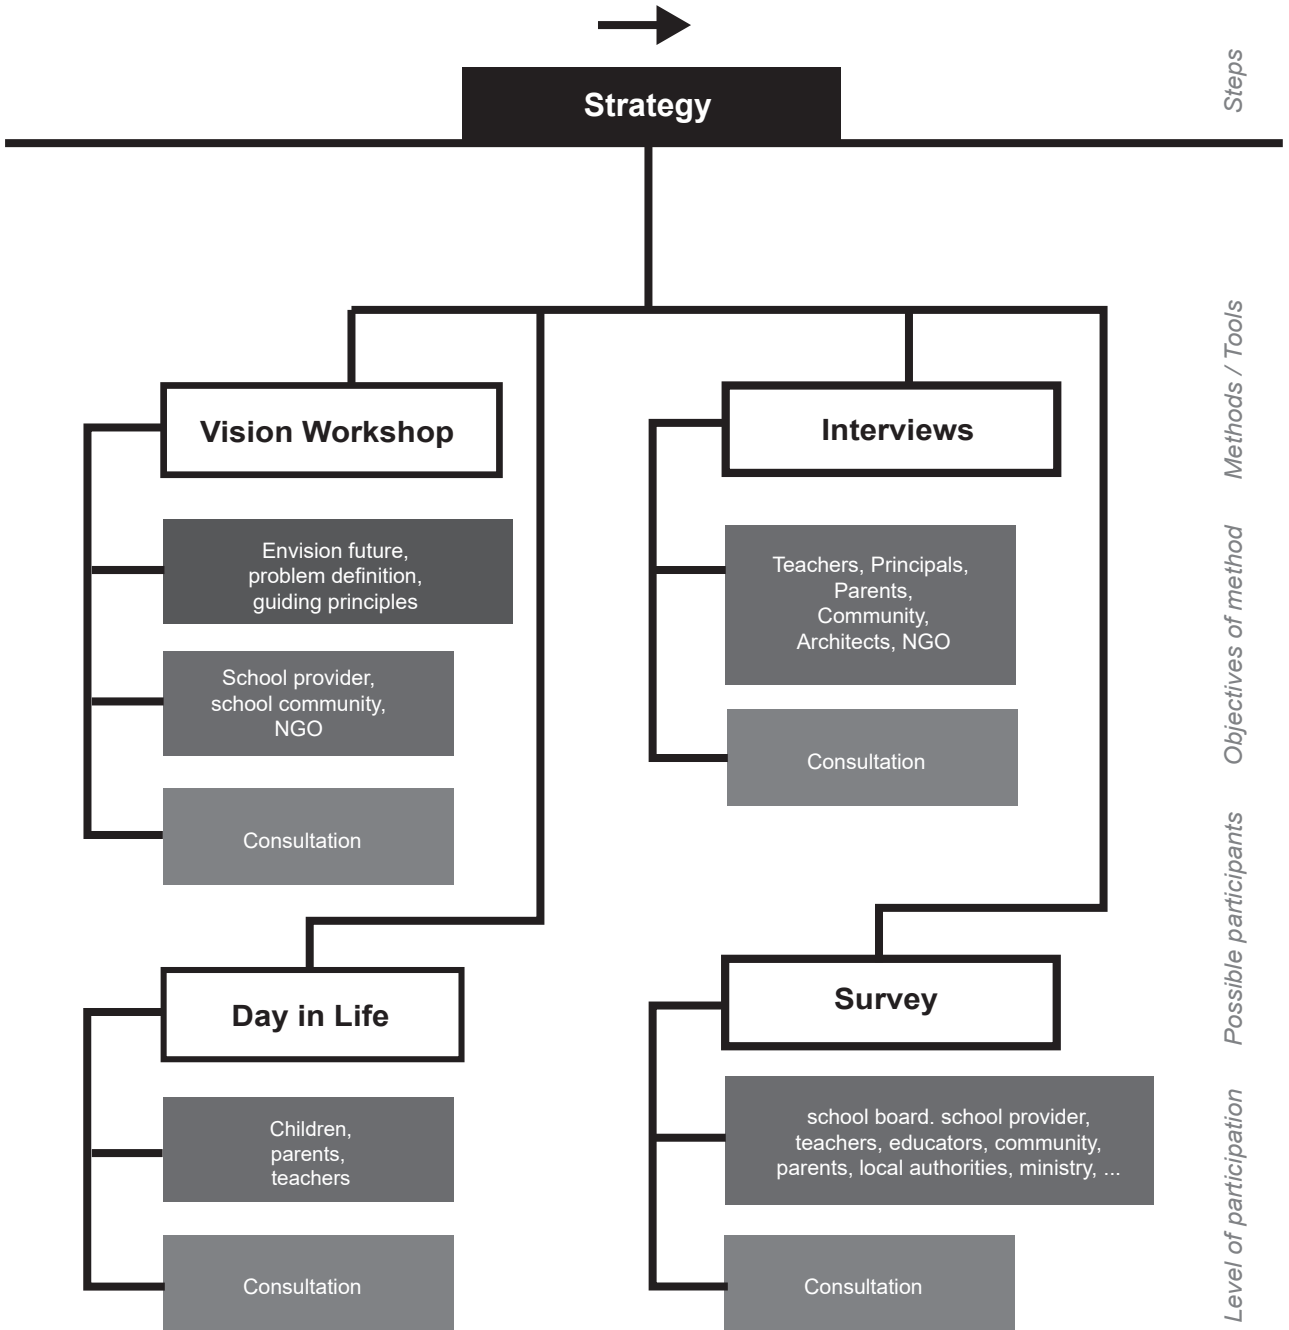 Strategy
Steps
Methods / Tools
Objectives of method
Possible participants
Level of participation
Vision Workshop
Envision future,
problem definition,
guiding principles
School provider,
school community,
NGO
Consultation
Interviews
Teachers, Principals,
Parents,
Community,
Architects, NGO
Consultation
Day in Life
Children,
parents,
teachers
Consultation
Survey
school board. school provider,
teachers, educators, community,
parents, local authorities, ministry, ...
Consultation